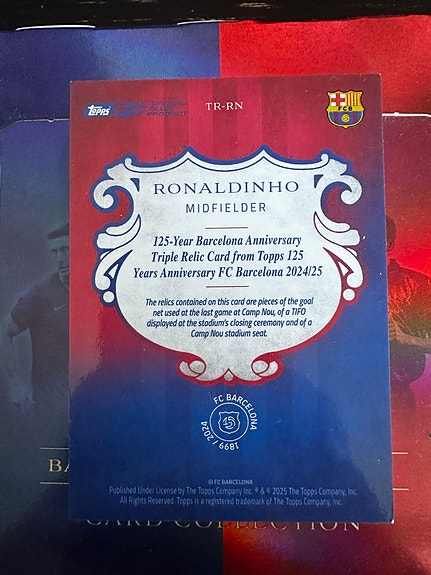 topps
TR-RN
FCB
RONALDINHO
MIDFIELDER
125-Year Barcelona Anniversary
Triple Relic Card from Topps 125
Years Anniversary FC Barcelona 2024/25
The relics contained on this card are pieces of the goal
net used at the last game at Camp Nou, of a TIFO
displayed at the stadium's closing ceremony and of a
Camp Nou stadium seat.
FC BARCELONA
125
1899 / 2024
BA
® FC BARCELONA
Published Under License by The Topps Company Inc. ® & © 2025 The Topps Company, Inc.
All Rights Reserved. Topps is a registered trademark of The Topps Company, Inc.
CARD COLLECTION